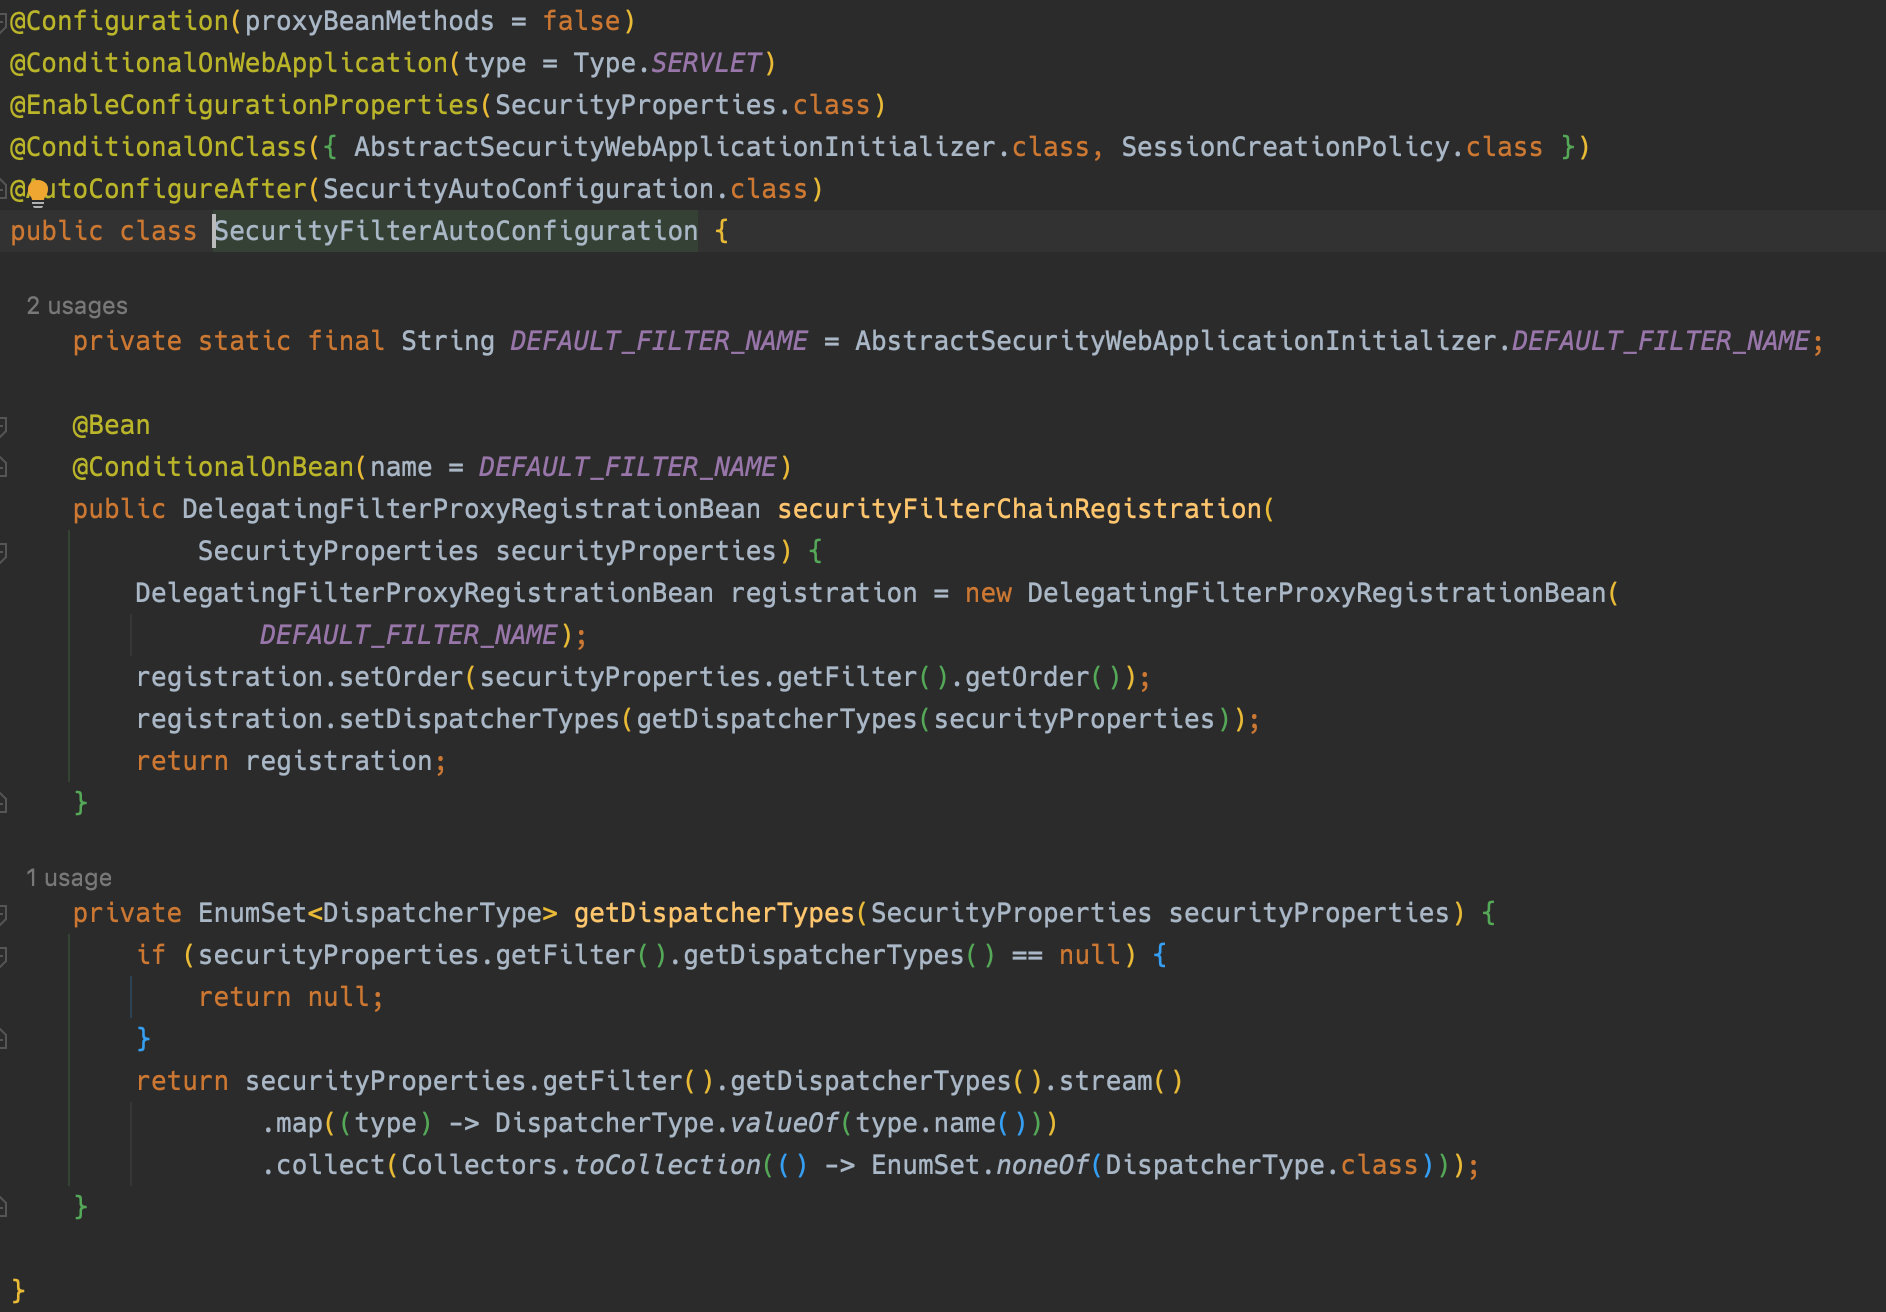 @Configuration(proxyBeanMethods = false)
@ConditionalOnWebApplication(type = Type.SERVLET)
@EnableConfigurationProperties(SecurityProperties.class)
@ConditionalOnClass({ AbstractSecurityWebApplicationInitializer.class, SessionCreationPolicy.class })
@AutoConfigureAfter(SecurityAutoConfiguration.class)
public class SecurityFilterAutoConfiguration {
2 usages
private static final String DEFAULT_FILTER_NAME = AbstractSecurityWebApplicationInitializer.DEFAULT_FILTER_NAME;
@Bean
@ConditionalOnBean(name = DEFAULT_FILTER_NAME)
public DelegatingFilterProxyRegistrationBean securityFilterChainRegistration(
SecurityProperties securityProperties) {
DelegatingFilterProxyRegistrationBean registration = new DelegatingFilterProxyRegistrationBean(
DEFAULT_FILTER_NAME);
registration.setOrder(securityProperties.getFilter().getOrder());
registration.setDispatcherTypes(getDispatcherTypes(securityProperties));
return registration;
}
1 usage
private EnumSet<DispatcherType> getDispatcherTypes(SecurityProperties securityProperties) {
if (securityProperties.getFilter().getDispatcherTypes() == null) {
return null;
}
return securityProperties.getFilter().getDispatcherTypes().stream()
.map((type) -> DispatcherType.valueOf(type.name()))
.collect(Collectors.toCollection(() -> EnumSet.noneOf(DispatcherType.class)));
}
}